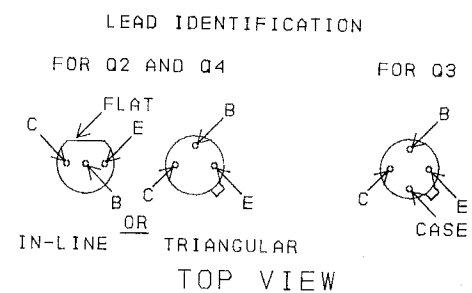 LEAD IDENTIFICATION
FOR Q2 AND Q4
FOR Q3
FLAT
C
E
B
B
C
E
B
C
E
CASE
IN-LINE OR TRIANGULAR
TOP VIEW